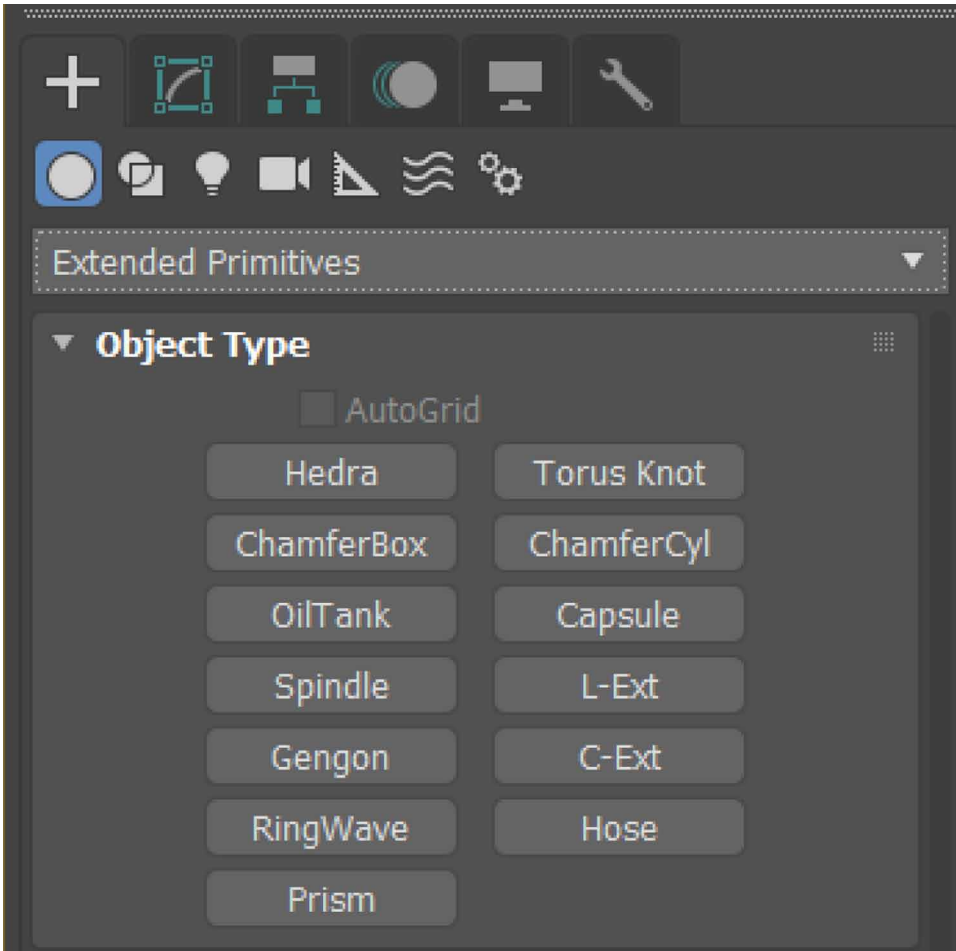 Extended Primitives
Object Type
AutoGrid
Hedra Torus Knot
ChamferBox ChamferCyl
OilTank Capsule
Spindle L-Ext
Gengon C-Ext
RingWave Hose
Prism